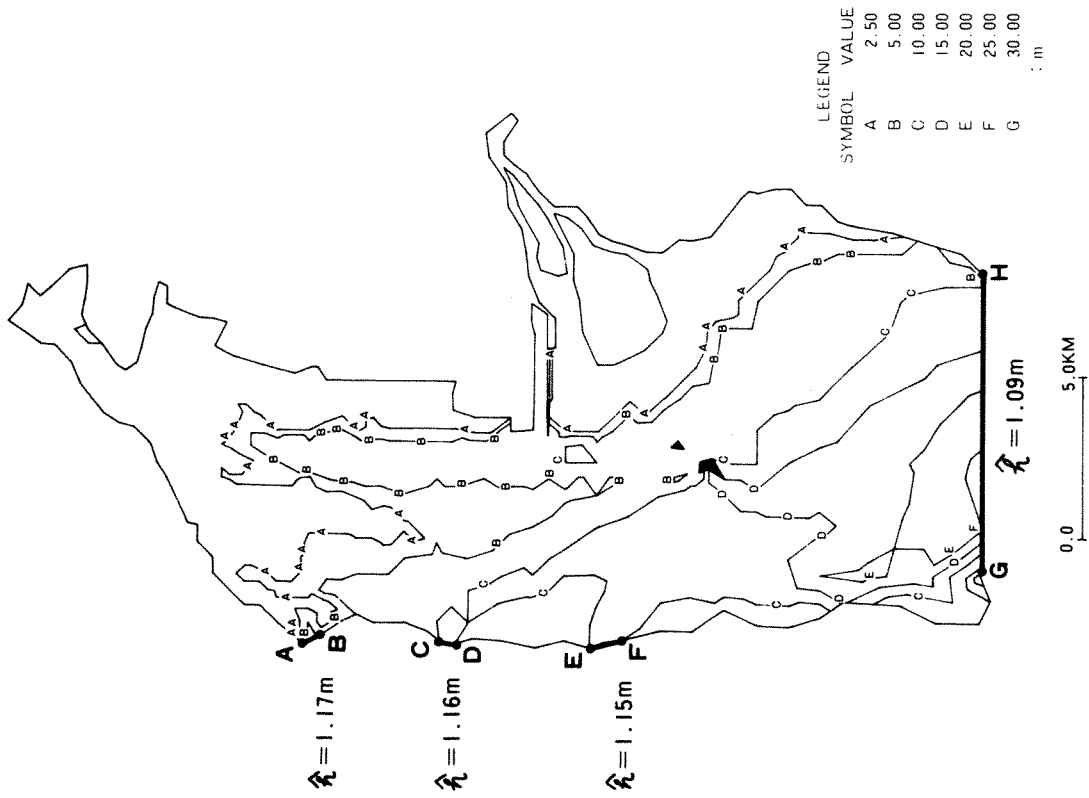 A
B
ĥ=1.17m
C
D
ĥ=1.16m
E
F
ĥ=1.15m
G
H
ĥ=1.09m
0.0 5.0KM
LEGEND
SYMBOL VALUE
A 2.50
B 5.00
C 10.00
D 15.00
E 20.00
F 25.00
G 30.00
: m